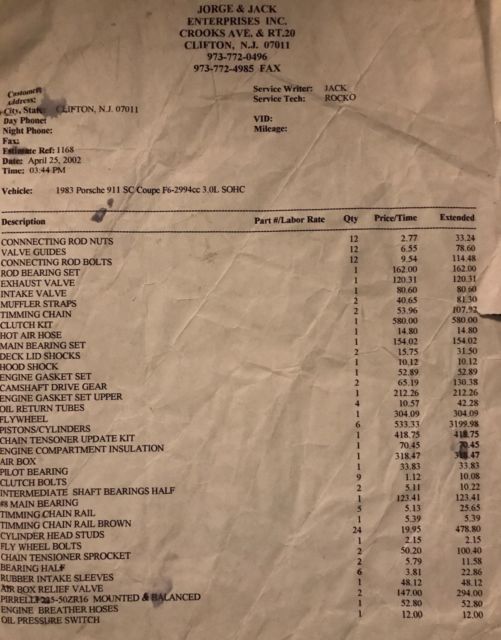 JORGE & JACK
ENTERPRISES INC.
CROOKS AVE. & RT.20
CLIFTON, N.J. 07011
973-772-0496
973-772-4985 FAX
Customer:
Address:
City, State: CLIFTON, N.J. 07011
Day Phone:
Night Phone:
Fax:
Estimate Ref: 1168
Date: April 25, 2002
Time: 03:44 PM
Service Writer: JACK
Service Tech: ROCKO
VID:
Mileage:
Vehicle: 1983 Porsche 911 SC Coupe F6-2994cc 3.0L SOHC
Description Part #/Labor Rate Qty Price/Time Extended
CONNNECTING ROD NUTS 12 2.77 33.24
VALVE GUIDES 12 6.55 78.60
CONNECTING ROD BOLTS 12 9.54 114.48
ROD BEARING SET 1 162.00 162.00
EXHAUST VALVE 1 120.31 120.31
INTAKE VALVE 1 80.60 80.60
MUFFLER STRAPS 2 40.65 81.30
TIMMING CHAIN 2 53.96 107.92
CLUTCH KIT 1 580.00 580.00
HOT AIR HOSE 1 14.80 14.80
MAIN BEARING SET 1 154.02 154.02
DECK LID SHOCKS 2 15.75 31.50
HOOD SHOCK 1 10.12 10.12
ENGINE GASKET SET 1 52.89 52.89
CAMSHAFT DRIVE GEAR 2 65.19 130.38
ENGINE GASKET SET UPPER 1 212.26 212.26
OIL RETURN TUBES 4 10.57 42.28
FLYWHEEL 1 304.09 304.09
PISTONS/CYLINDERS 6 533.33 3199.98
CHAIN TENSONER UPDATE KIT 1 418.75 418.75
ENGINE COMPARTMENT INSULATION 1 70.45 70.45
AIR BOX 1 318.47 318.47
PILOT BEARING 1 33.83 33.83
CLUTCH BOLTS 9 1.12 10.08
INTERMEDIATE SHAFT BEARINGS HALF 2 5.11 10.22
#8 MAIN BEARING 1 123.41 123.41
TIMMING CHAIN RAIL 5 5.13 25.65
TIMMING CHAIN RAIL BROWN 1 5.39 5.39
CYLINDER HEAD STUDS 24 19.95 478.80
FLY WHEEL BOLTS 1 2.15 2.15
CHAIN TENSIONER SPROCKET 2 50.20 100.40
BEARING HALF 2 5.79 11.58
RUBBER INTAKE SLEEVES 6 3.81 22.86
AIR BOX RELIEF VALVE 1 48.12 48.12
PIRRELLI MOUNTED & BALANCED 2 147.00 294.00
ENGINE BREATHER HOSES 1 52.80 52.80
OIL PRESSURE SWITCH 1 12.00 12.00